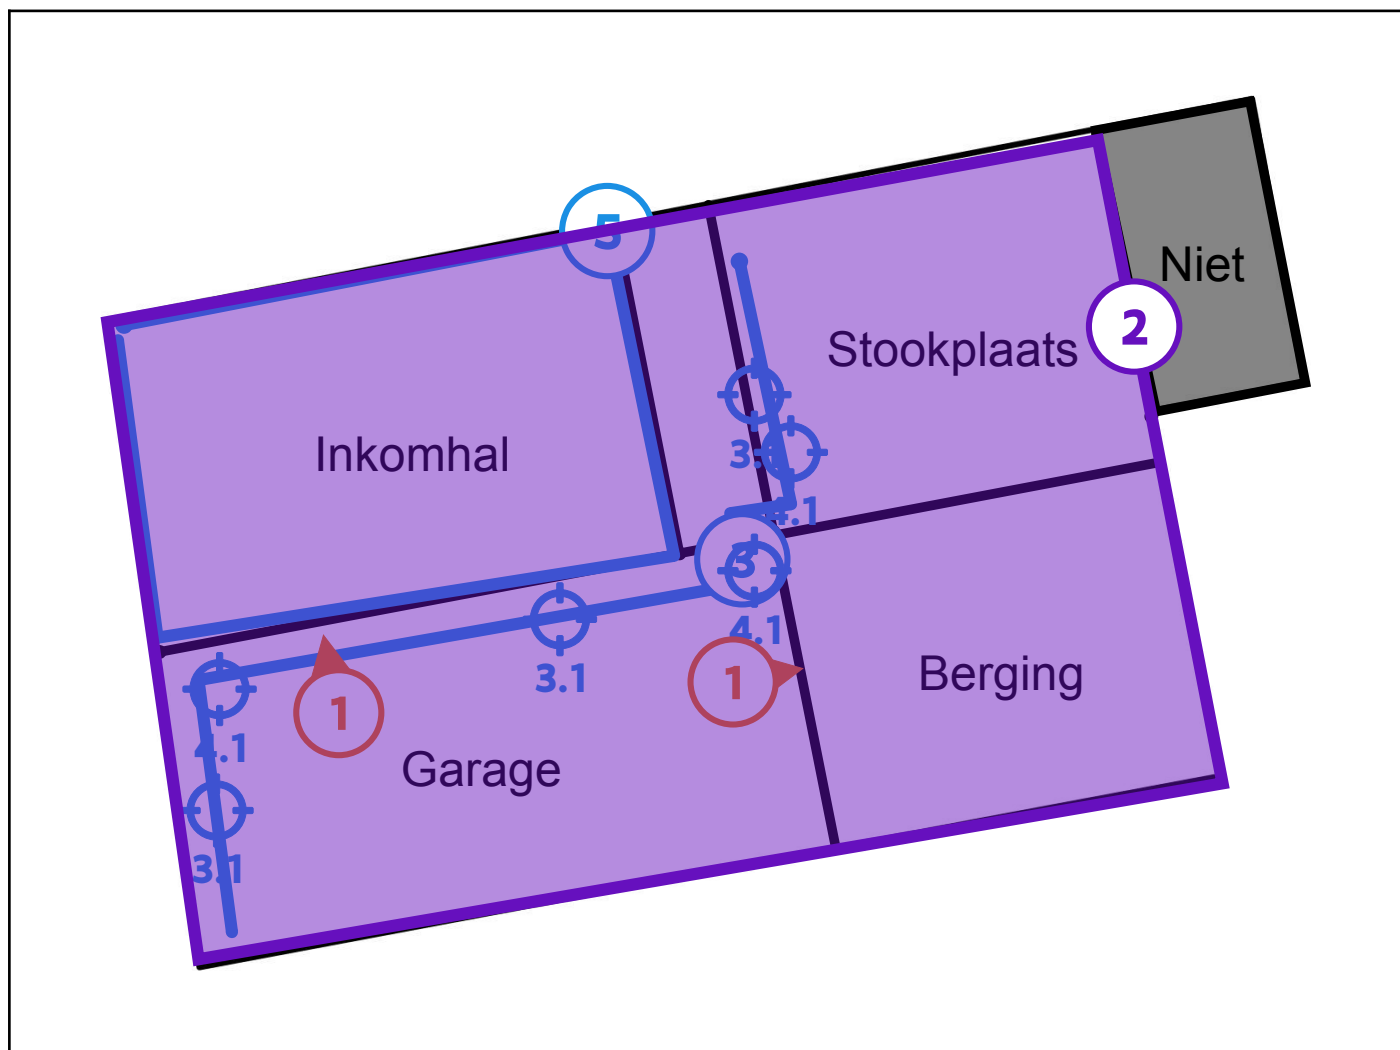 5
Niet
2
Stookplaats
Inkomhal
3.
4.1
3
4.1
3.1
1
1
Berging
4.1
Garage
3.1